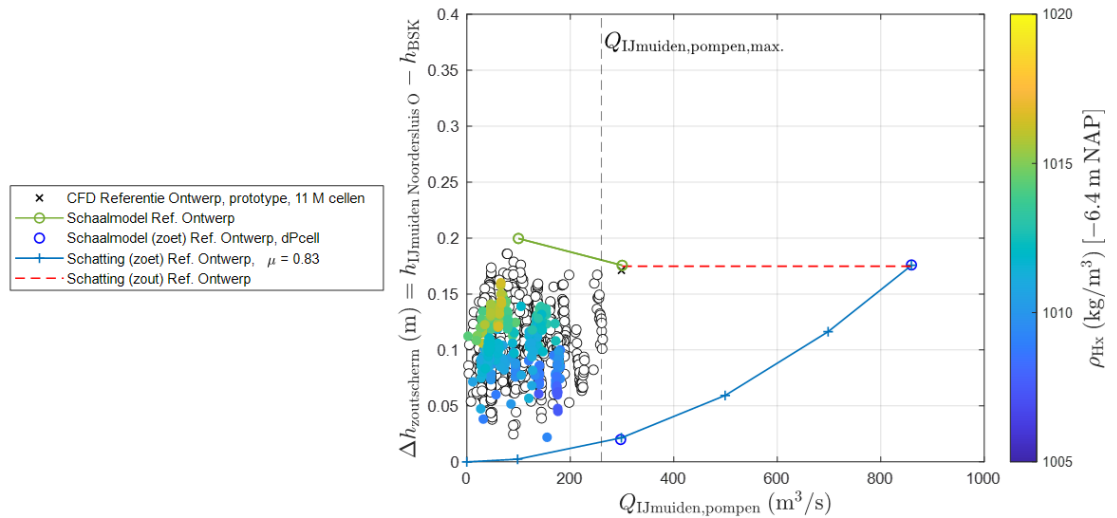 CFD Referentie Ontwerp, prototype, 11 M cellen
Schaalmodel Ref. Ontwerp
Schaalmodel (zoet) Ref. Ontwerp, dPcell
Schatting (zoet) Ref. Ontwerp, μ = 0.83
Schatting (zout) Ref. Ontwerp
Δh_zoutscherm (m) = h_IJmuiden Noordersluis O − h_BSK
0.4
0.35
0.3
0.25
0.2
0.15
0.1
0.05
0
Q_IJmuiden,pompen,max.
0 200 400 600 800 1000
Q_IJmuiden,pompen (m³/s)
1020
1015
1010
1005
ρ_Hx (kg/m³) [−6.4 m NAP]